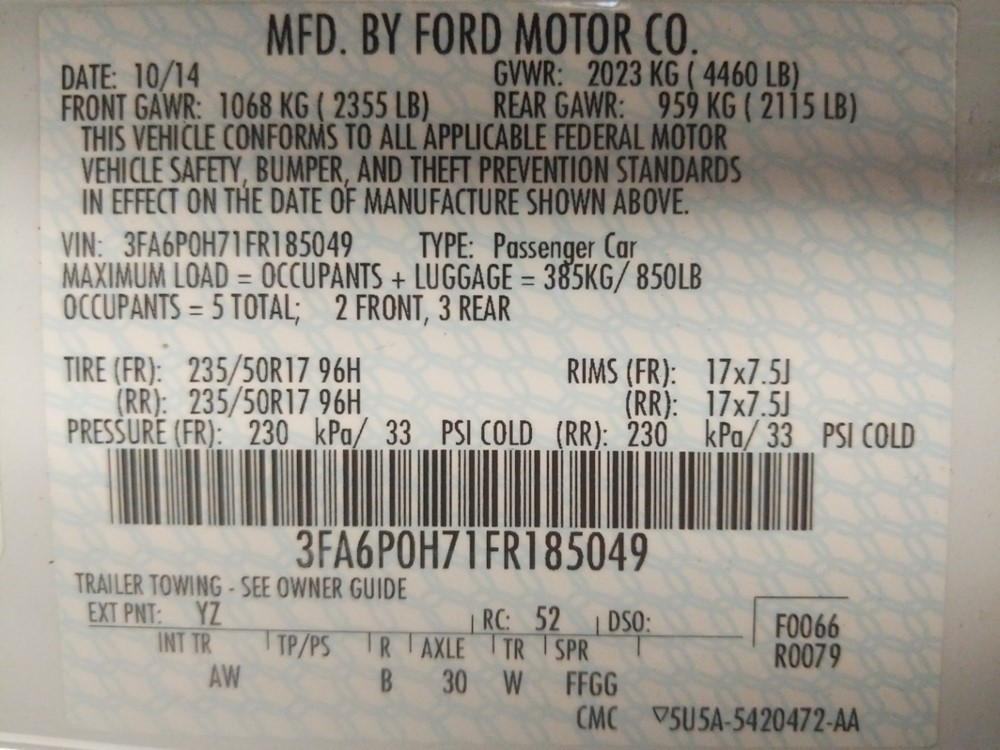 MFD. BY FORD MOTOR CO.
DATE: 10/14 GVWR: 2023 KG ( 4460 LB)
FRONT GAWR: 1068 KG ( 2355 LB) REAR GAWR: 959 KG ( 2115 LB)
THIS VEHICLE CONFORMS TO ALL APPLICABLE FEDERAL MOTOR
VEHICLE SAFETY, BUMPER, AND THEFT PREVENTION STANDARDS
IN EFFECT ON THE DATE OF MANUFACTURE SHOWN ABOVE.
VIN: 3FA6P0H71FR185049 TYPE: Passenger Car
MAXIMUM LOAD = OCCUPANTS + LUGGAGE = 385KG/ 850LB
OCCUPANTS = 5 TOTAL; 2 FRONT, 3 REAR
TIRE (FR): 235/50R17 96H RIMS (FR): 17x7.5J
(RR): 235/50R17 96H (RR): 17x7.5J
PRESSURE (FR): 230 kPa/ 33 PSI COLD (RR): 230 kPa/ 33 PSI COLD
3FA6P0H71FR185049
TRAILER TOWING - SEE OWNER GUIDE
EXT PNT: YZ RC: 52 DSO: F0066
INT TR TP/PS R AXLE TR SPR R0079
AW B 30 W FFGG
CMC ▽5U5A-5420472-AA